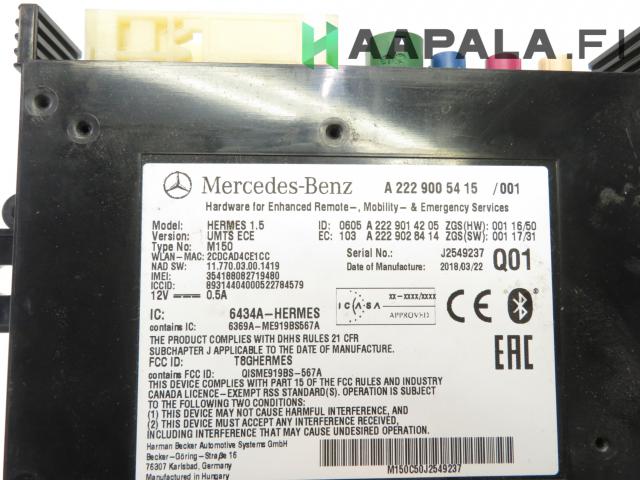 HAAPALA.FI
Mercedes-Benz A 222 900 54 15 /001
Hardware for Enhanced Remote-, Mobility- & Emergency Services
Model: HERMES 1.5 ID: 0605 A 222 901 42 05 ZGS(HW): 001 16/50
Version: UMTS ECE EC: 103 A 222 902 84 14 ZGS(SW): 001 17/31
Type No: M150
WLAN-MAC: 2CDCAD4CE1CC Serial No.: J2549237
NAD SW: 11.770.03.00.1419 Date of Manufacture: 2018/03/22 Q01
IMEI: 354188082719480
ICCID: 89314404000522784579
12V 0.5A
IC: 6434A-HERMES
contains IC: 6369A-ME919BS567A
ICASA xx-xxxx/xxxx APPROVED CE
THE PRODUCT COMPLIES WITH DHHS RULES 21 CFR
SUBCHAPTER J APPLICABLE TO THE DATE OF MANUFACTURE
FCC ID: T8GHERMES EAC
contains FCC ID: QISME919BS-567A
THIS DEVICE COMPLIES WITH PART 15 OF THE FCC RULES AND INDUSTRY
CANADA LICENCE-EXEMPT RSS STANDARD(S). OPERATION IS SUBJECT
TO THE FOLLOWING TWO CONDITIONS:
(1) THIS DEVICE MAY NOT CAUSE HARMFUL INTERFERENCE, AND
(2) THIS DEVICE MUST ACCEPT ANY INTERFERENCE RECEIVED,
INCLUDING INTERFERENCE THAT MAY CAUSE UNDESIRED OPERATION.
Harman Becker Automotive Systems GmbH
Becker-Göring-Straße 16
76307 Karlsbad, Germany
Manufactured in Hungary
M150C50J2549237